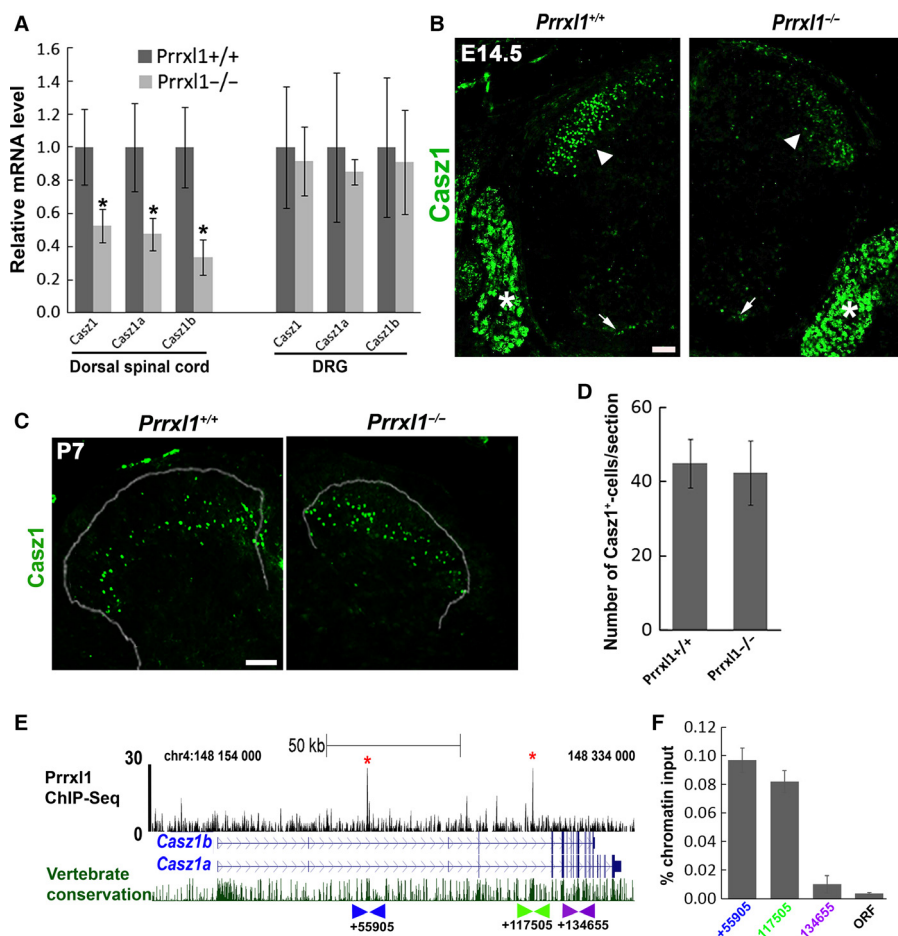 A
Relative mRNA level
1.6
1.4
1.2
1.0
0.8
0.6
0.4
0.2
0.0
Prrxl1+/+
Prrxl1−/−
*
*
*
Casz1
Casz1a
Casz1b
Casz1
Casz1a
Casz1b
Dorsal spinal cord
DRG
B
Prrxl1+/+
Prrxl1−/−
E14.5
Casz1
*
*
C
Prrxl1+/+
Prrxl1−/−
P7
Casz1
D
Number of Casz1+-cells/section
60
40
20
0
Prrxl1+/+
Prrxl1−/−
E
50 kb
30
chr4:148 154 000
*
*
148 334 000
Prrxl1
ChIP-Seq
0
Casz1b
Casz1a
Vertebrate
conservation
+55905
+117505
+134655
F
% chromatin input
0.12
0.10
0.08
0.06
0.04
0.02
0.00
+55905
117505
134655
ORF